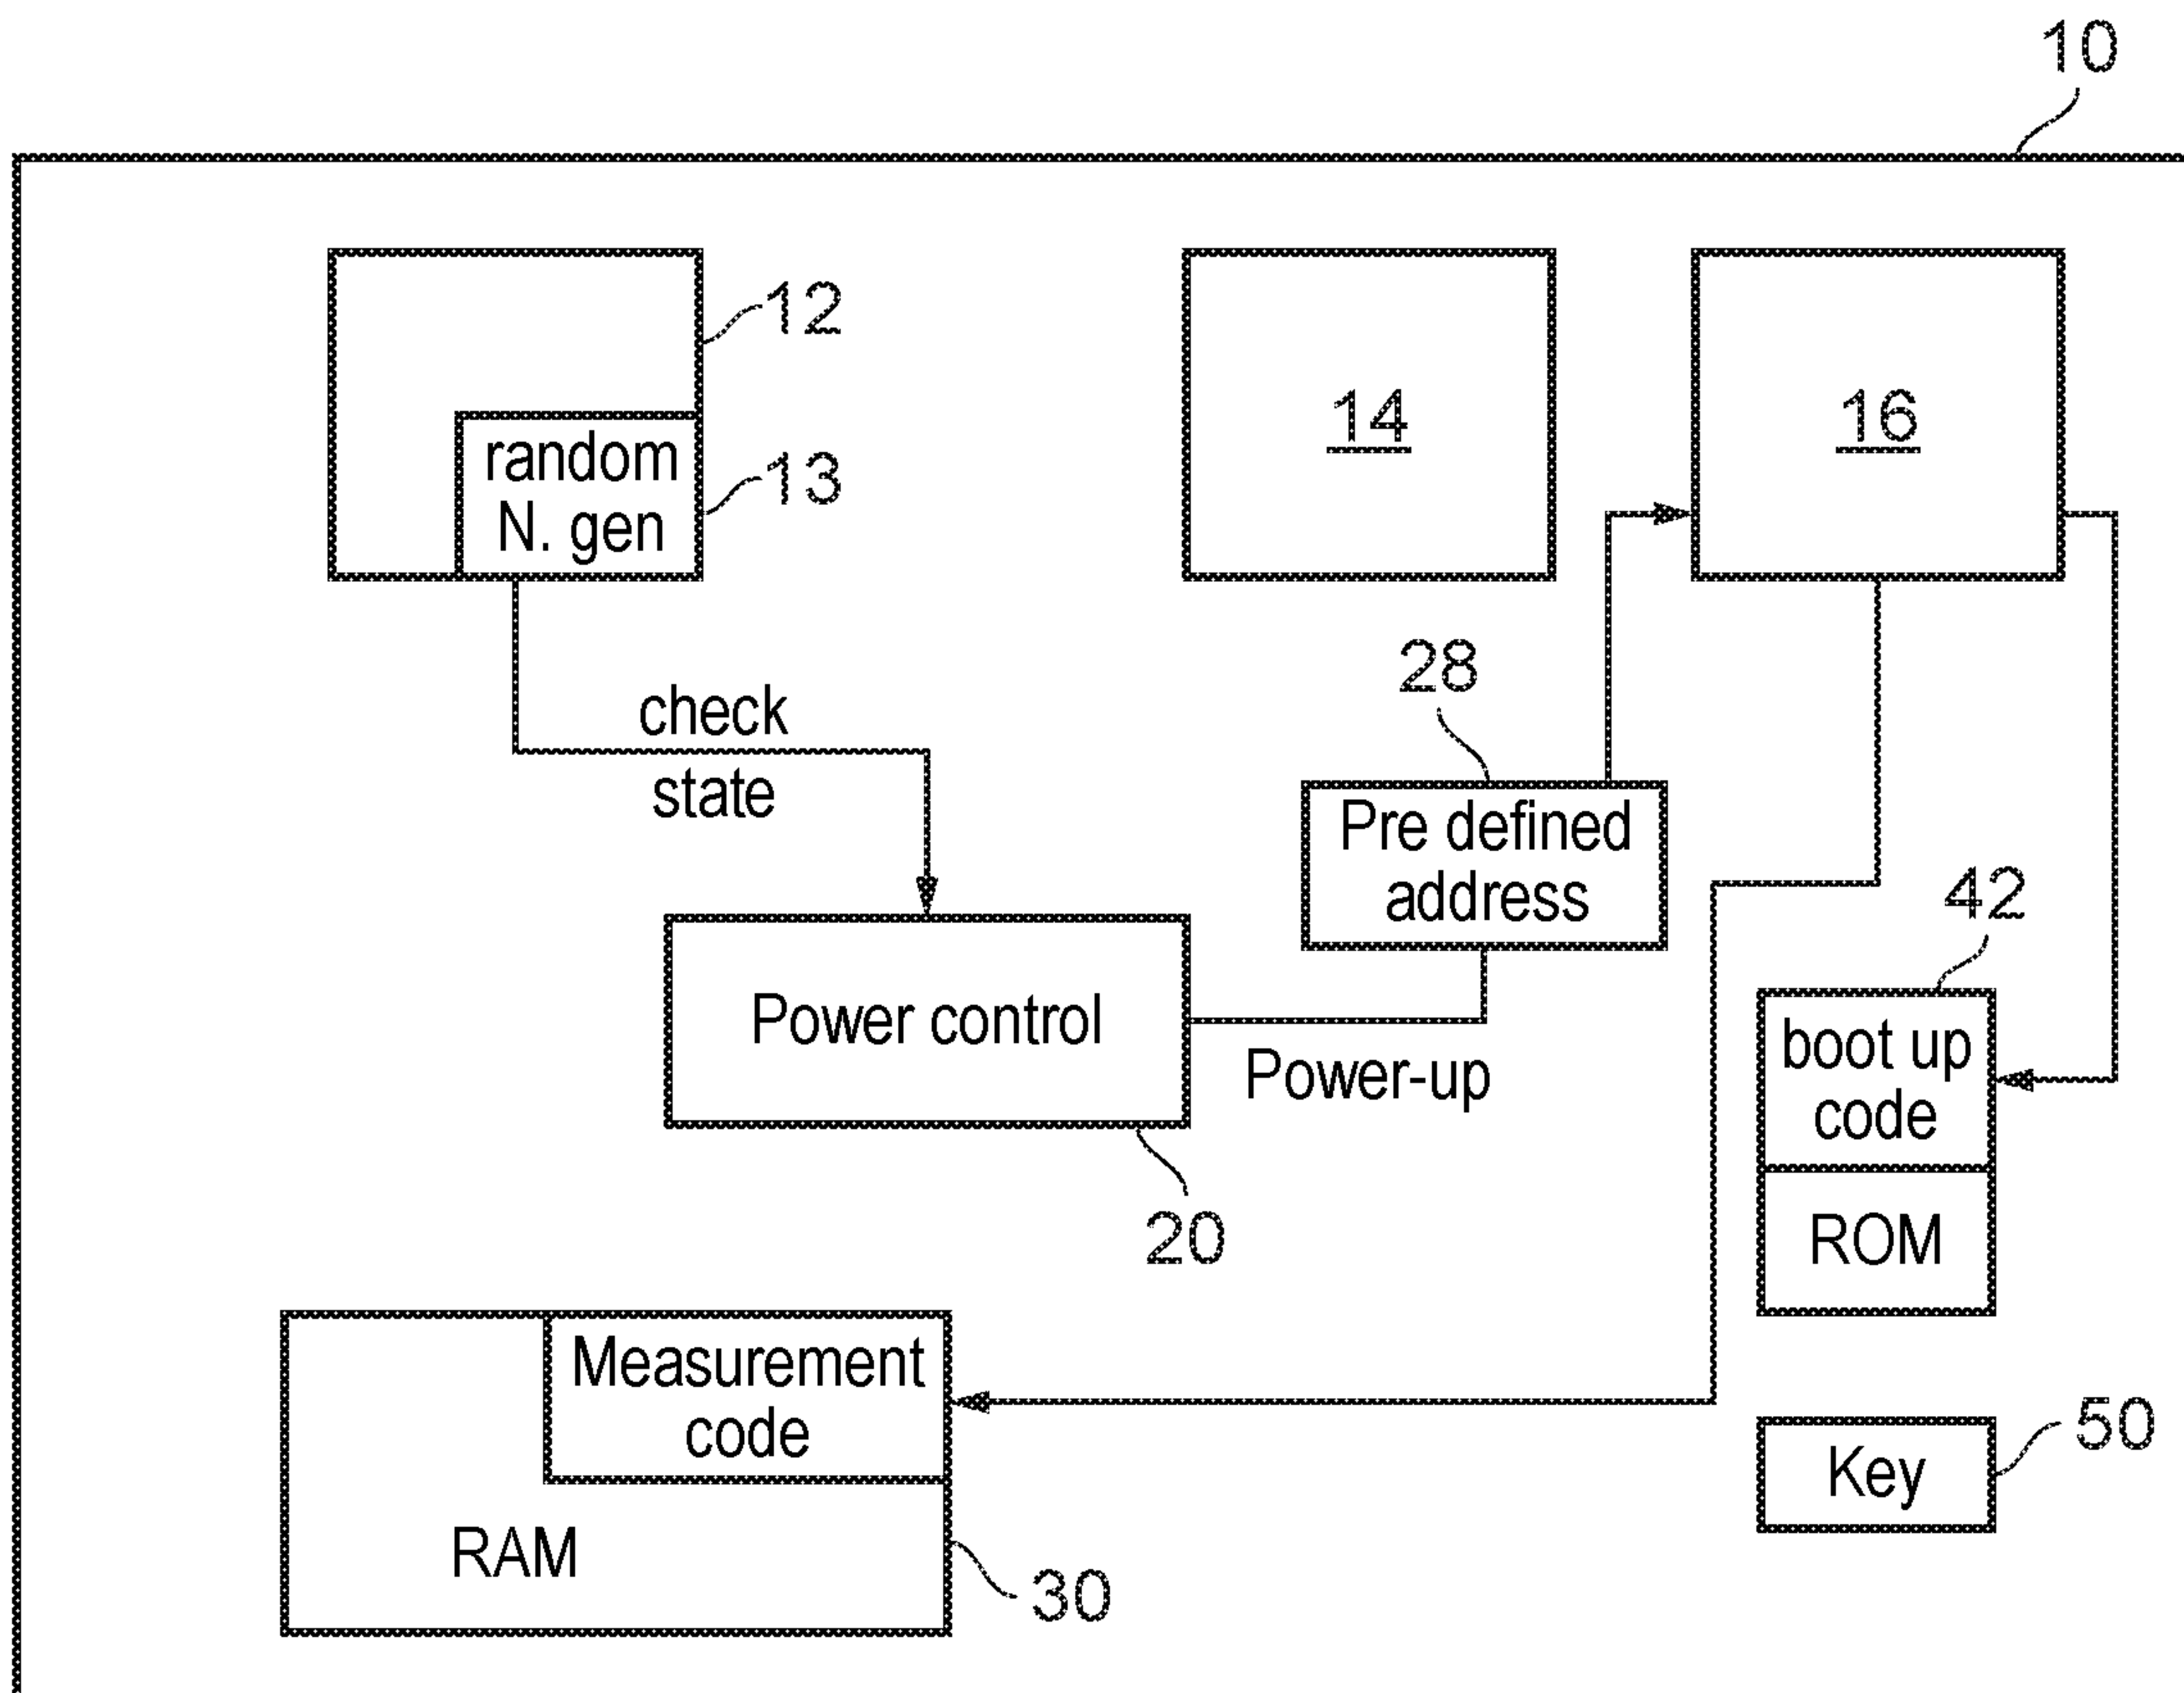 10
12
random
N. gen
13
14
16
check
state
28
Pre defined
address
42
Power control
Power-up
boot up
code
ROM
20
Measurement
code
RAM
30
Key
50